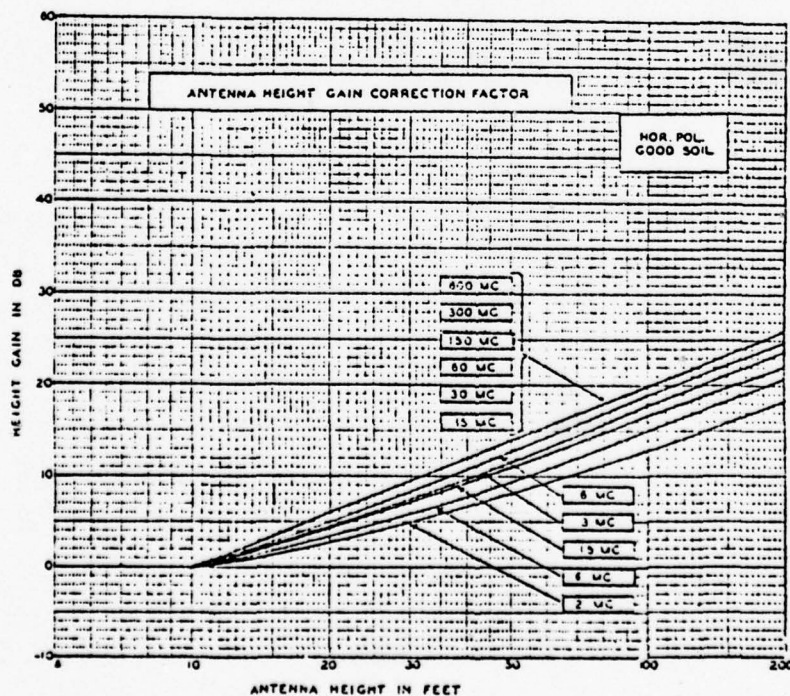 60
ANTENNA HEIGHT GAIN CORRECTION FACTOR
50
HOR. POL.
GOOD SOIL
40
HEIGHT GAIN IN DB
30
600 MC
300 MC
150 MC
60 MC
20
30 MC
15 MC
10
6 MC
3 MC
1.5 MC
.6 MC
.2 MC
0
-10
10
20
30
50
100
200
ANTENNA HEIGHT IN FEET